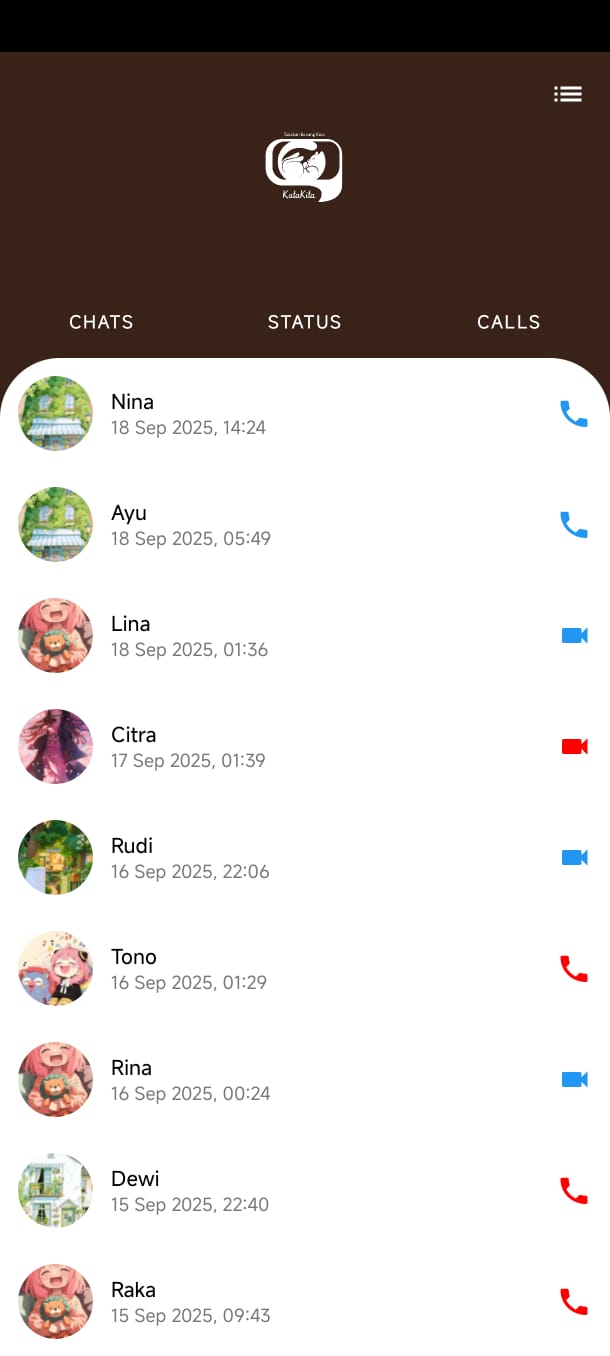 KataKita
CHATS
STATUS
CALLS
Nina
18 Sep 2025, 14:24
Ayu
18 Sep 2025, 05:49
Lina
18 Sep 2025, 01:36
Citra
17 Sep 2025, 01:39
Rudi
16 Sep 2025, 22:06
Tono
16 Sep 2025, 01:29
Rina
16 Sep 2025, 00:24
Dewi
15 Sep 2025, 22:40
Raka
15 Sep 2025, 09:43